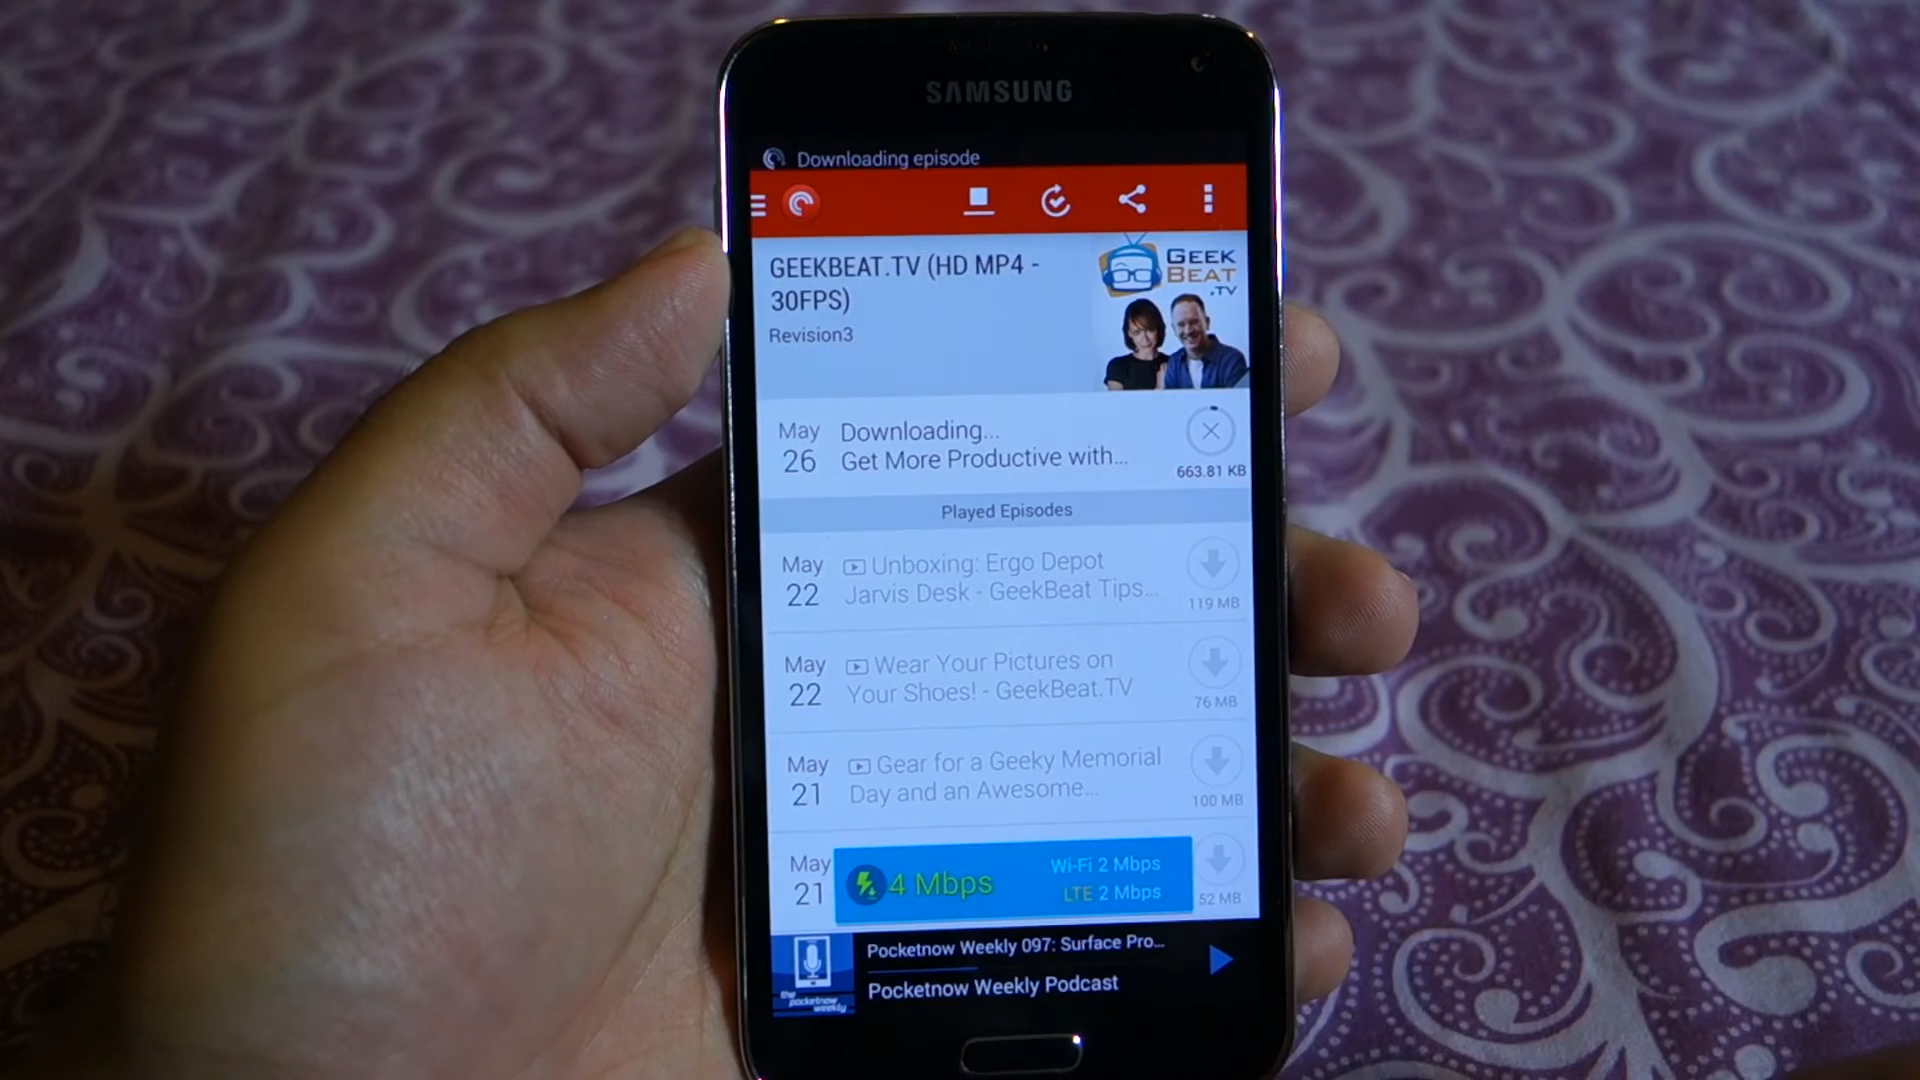 SAMSUNG
Downloading episode
GEEKBEAT.TV (HD MP4 -
30FPS)
Revision3
GEEK
BEAT
.TV
May
26
Downloading...
Get More Productive with...
663.81 KB
Played Episodes
May
22
Unboxing: Ergo Depot
Jarvis Desk - GeekBeat Tips...
119 MB
May
22
Wear Your Pictures on
Your Shoes! - GeekBeat.TV
76 MB
May
21
Gear for a Geeky Memorial
Day and an Awesome...
100 MB
May
21
4 Mbps
Wi-Fi 2 Mbps
LTE 2 Mbps
52 MB
the
pocketnow
weekly
Pocketnow Weekly 097: Surface Pro...
Pocketnow Weekly Podcast